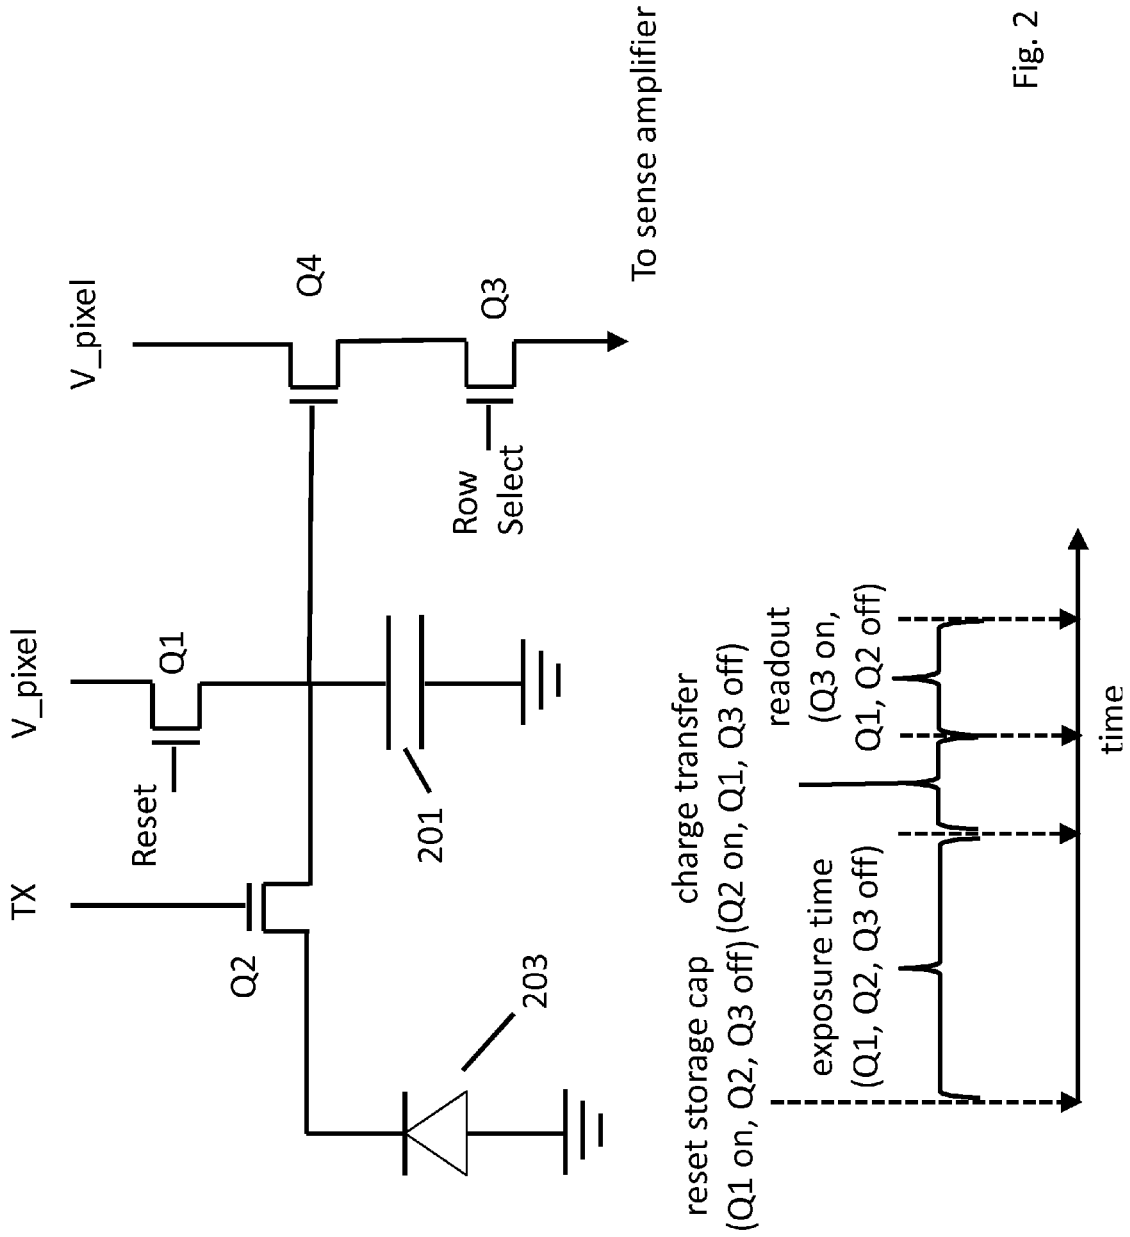 TX
V_pixel
V_pixel
Reset
Q1
Q2
Q4
201
203
Row
Select
Q3
To sense amplifier
reset storage cap
(Q1 on, Q2, Q3 off)
charge transfer
(Q2 on, Q1, Q3 off)
exposure time
(Q1, Q2, Q3 off)
readout
(Q3 on,
Q1, Q2 off)
time
Fig. 2